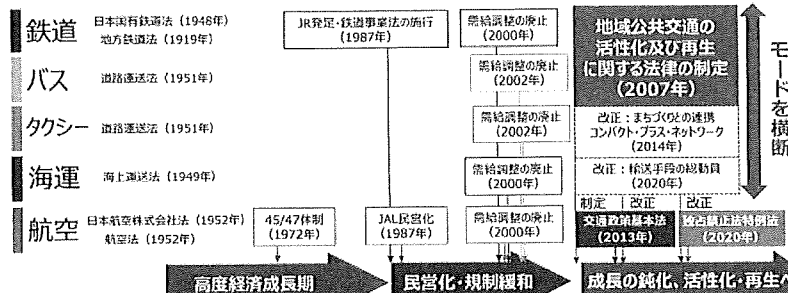 鉄道
日本国有鉄道法（1948年）
地方鉄道法（1919年）
JR発足・鉄道事業法の施行
（1987年）
需給調整の廃止
（2000年）
地域公共交通の
活性化及び再生
に関する法律の制定
（2007年）
モードを横断
バス
道路運送法（1951年）
需給調整の廃止
（2002年）
タクシー
道路運送法（1951年）
需給調整の廃止
（2002年）
改正：まちづくりとの連携
コンパクト・プラス・ネットワーク
（2014年）
海運
海上運送法（1949年）
需給調整の廃止
（2000年）
改正：輸送手段の総動員
（2020年）
航空
日本航空株式会社法（1952年）
航空法（1952年）
45/47体制
（1972年）
JAL民営化
（1987年）
需給調整の廃止
（2000年）
制定
改正
改正
交通政策基本法
（2013年）
独占禁止法特例法
（2020年）
高度経済成長期
民営化・規制緩和
成長の鈍化、活性化・再生へ